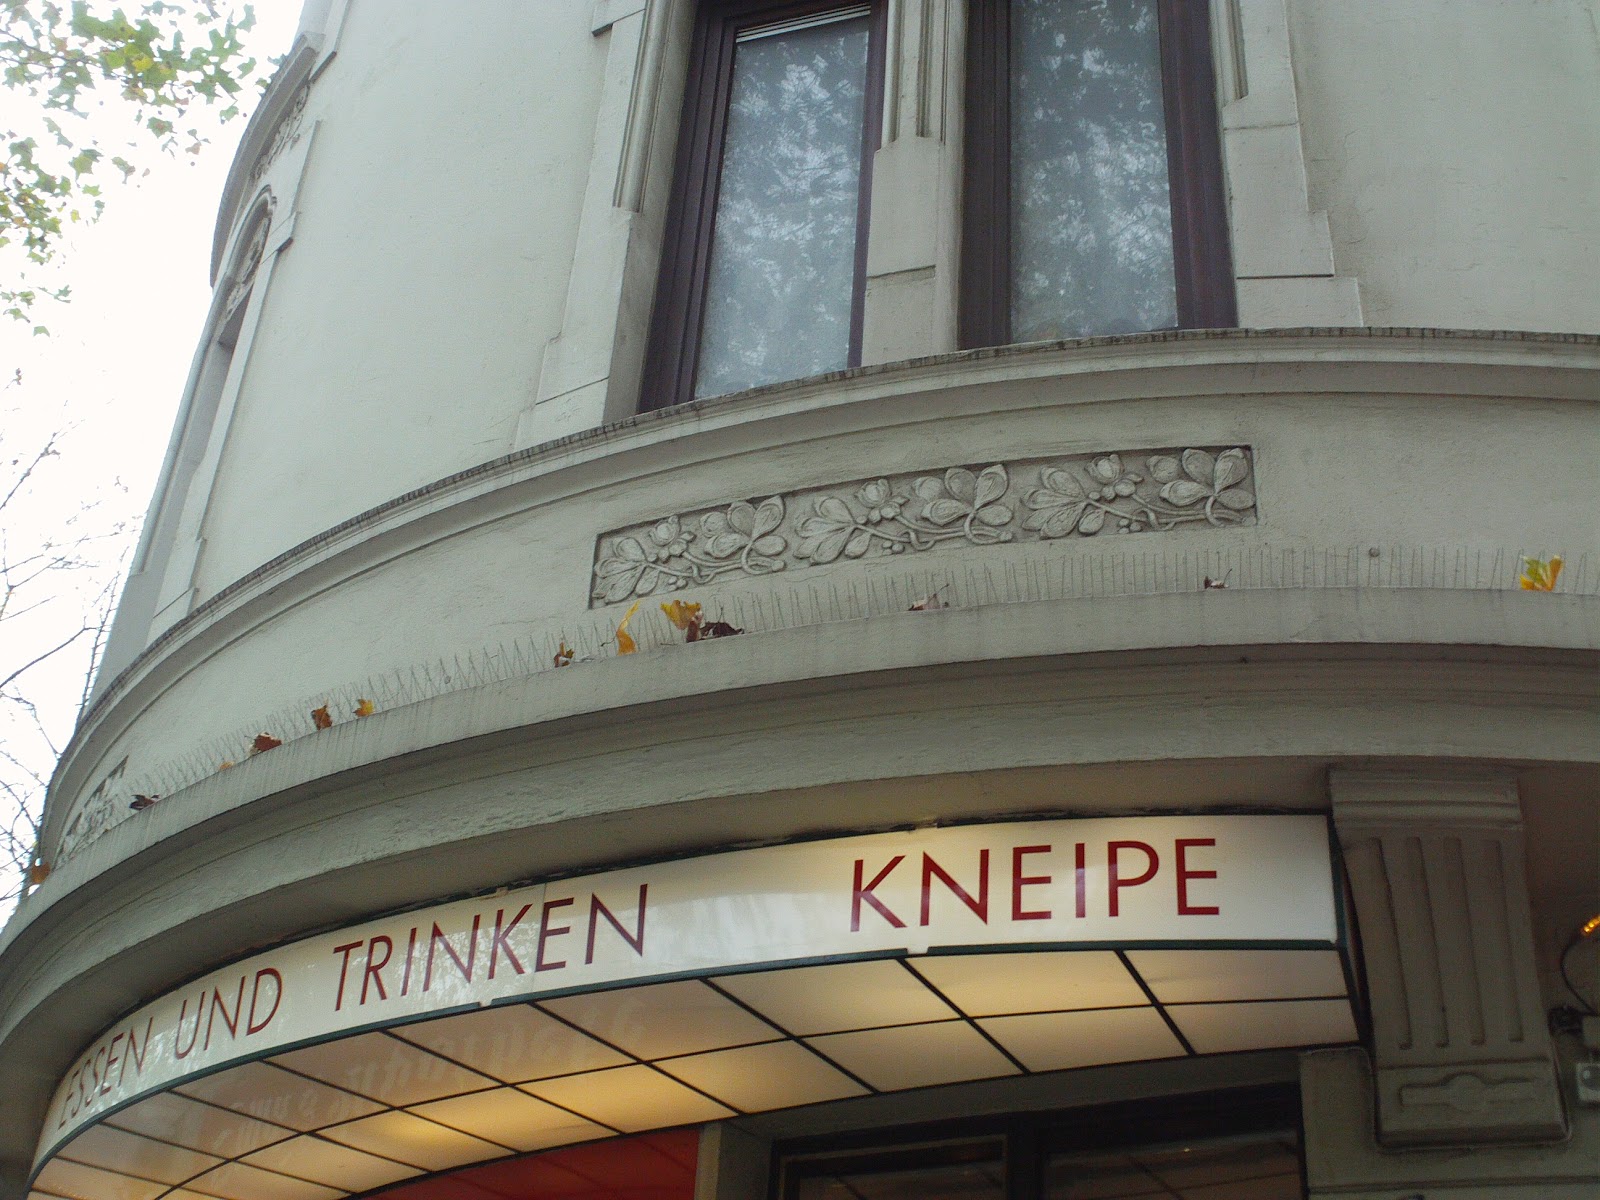 ESSEN UND TRINKEN KNEIPE